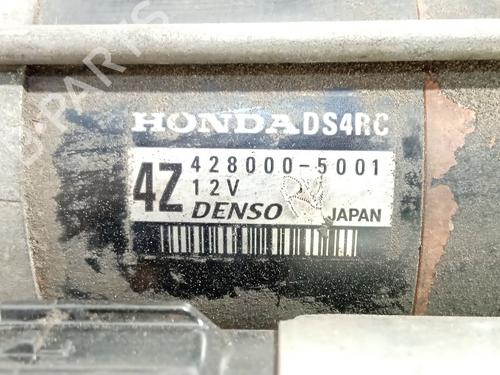 HONDA DS4RC
4Z 428000-5001
12V
DENSO JAPAN